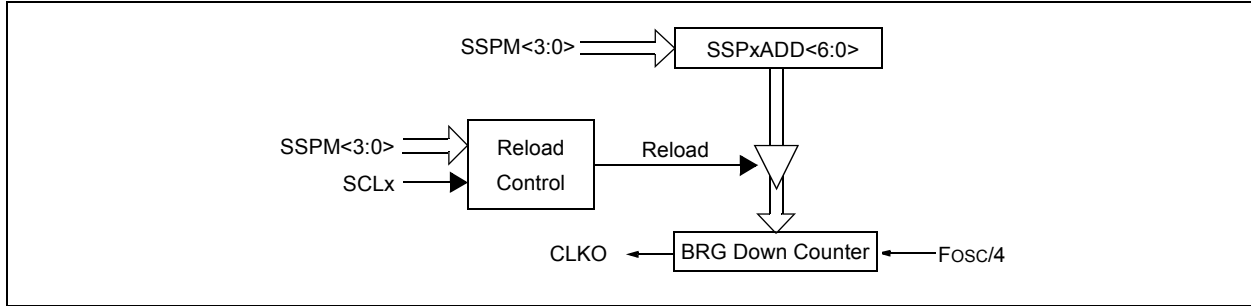 SSPM<3:0>
SSPxADD<6:0>
SSPM<3:0>
SCLx
Reload
Control
Reload
CLKO
BRG Down Counter
FOSC/4